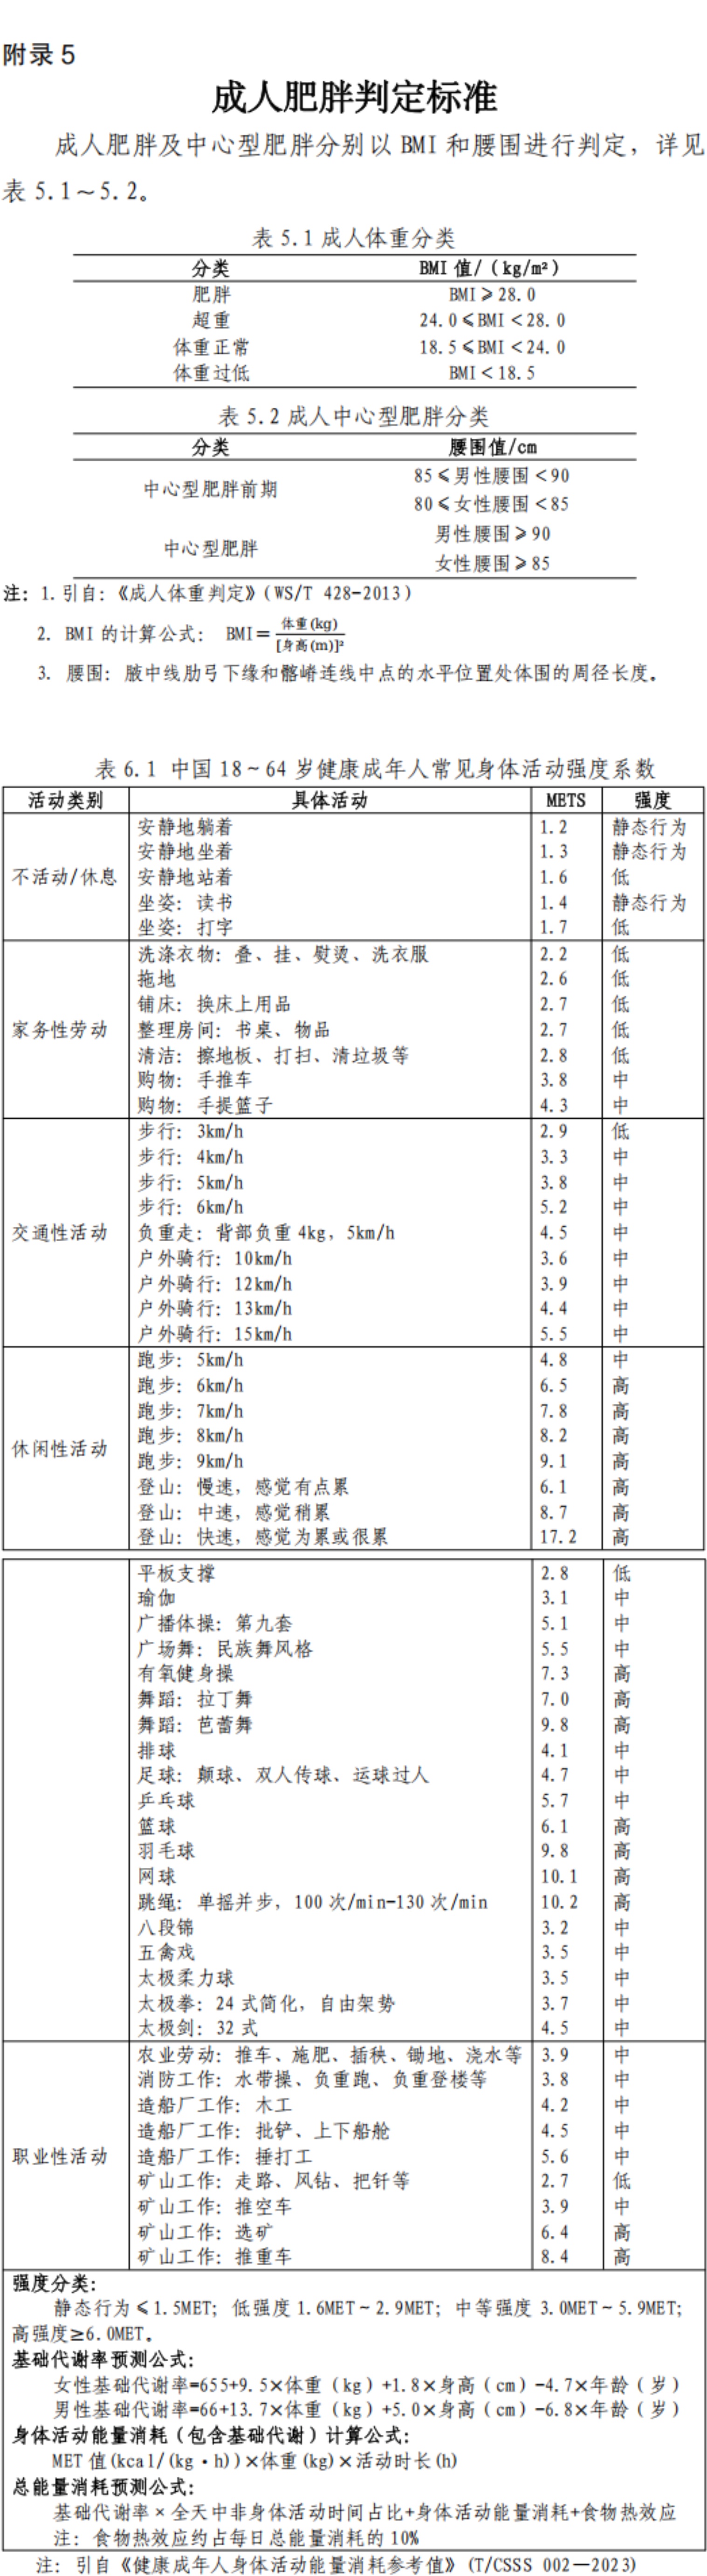 附录 5
成人肥胖判定标准
成人肥胖及中心型肥胖分别以 BMI 和腰围进行判定，详见
表 5.1～5.2。
表 5.1 成人体重分类
分类 BMI 值/（kg/m²）
肥胖 BMI⩾28.0
超重 24.0⩽BMI＜28.0
体重正常 18.5⩽BMI＜24.0
体重过低 BMI＜18.5
表 5.2 成人中心型肥胖分类
分类 腰围值/cm
中心型肥胖前期 85⩽男性腰围＜90
80⩽女性腰围＜85
中心型肥胖 男性腰围⩾90
女性腰围⩾85
注：1. 引自：《成人体重判定》（WS/T 428-2013）
2. BMI 的计算公式： BMI＝体重(kg)/[身高(m)]²
3. 腰围：腋中线肋弓下缘和髂嵴连线中点的水平位置处体围的周径长度。
表 6.1 中国 18～64 岁健康成年人常见身体活动强度系数
活动类别 具体活动 METS 强度
不活动/休息 安静地躺着 1.2 静态行为
安静地坐着 1.3 静态行为
安静地站着 1.6 低
坐姿：读书 1.4 静态行为
坐姿：打字 1.7 低
家务性劳动 洗涤衣物：叠、挂、熨烫、洗衣服 2.2 低
拖地 2.6 低
铺床：换床上用品 2.7 低
整理房间：书桌、物品 2.7 低
清洁：擦地板、打扫、清垃圾等 2.8 低
购物：手推车 3.8 中
购物：手提篮子 4.3 中
交通性活动 步行：3km/h 2.9 低
步行：4km/h 3.3 中
步行：5km/h 3.8 中
步行：6km/h 5.2 中
负重走：背部负重 4kg，5km/h 4.5 中
户外骑行：10km/h 3.6 中
户外骑行：12km/h 3.9 中
户外骑行：13km/h 4.4 中
户外骑行：15km/h 5.5 中
休闲性活动 跑步：5km/h 4.8 中
跑步：6km/h 6.5 高
跑步：7km/h 7.8 高
跑步：8km/h 8.2 高
跑步：9km/h 9.1 高
登山：慢速，感觉有点累 6.1 高
登山：中速，感觉稍累 8.7 高
登山：快速，感觉为累或很累 17.2 高
平板支撑 2.8 低
瑜伽 3.1 中
广播体操：第九套 5.1 中
广场舞：民族舞风格 5.5 中
有氧健身操 7.3 高
舞蹈：拉丁舞 7.0 高
舞蹈：芭蕾舞 9.8 高
排球 4.1 中
足球：颠球、双人传球、运球过人 4.7 中
乒乓球 5.7 中
篮球 6.1 高
羽毛球 9.8 高
网球 10.1 高
跳绳：单摇并步，100 次/min-130 次/min 10.2 高
八段锦 3.2 中
五禽戏 3.5 中
太极柔力球 3.5 中
太极拳：24 式简化，自由架势 3.7 中
太极剑：32 式 4.5 中
职业性活动 农业劳动：推车、施肥、插秧、锄地、浇水等 3.9 中
消防工作：水带操、负重跑、负重登楼等 3.8 中
造船厂工作：木工 4.2 中
造船厂工作：批铲、上下船舱 4.5 中
造船厂工作：捶打工 5.6 中
矿山工作：走路、风钻、把钎等 2.7 低
矿山工作：推空车 3.9 中
矿山工作：选矿 6.4 高
矿山工作：推重车 8.4 高
强度分类：
静态行为⩽1.5MET；低强度 1.6MET～2.9MET；中等强度 3.0MET～5.9MET；
高强度≥6.0MET。
基础代谢率预测公式：
女性基础代谢率=655+9.5×体重（kg）+1.8×身高（cm）-4.7×年龄（岁）
男性基础代谢率=66+13.7×体重（kg）+5.0×身高（cm）-6.8×年龄（岁）
身体活动能量消耗（包含基础代谢）计算公式：
MET 值(kcal/(kg·h))×体重(kg)×活动时长(h)
总能量消耗预测公式：
基础代谢率×全天中非身体活动时间占比+身体活动能量消耗+食物热效应
注：食物热效应约占每日总能量消耗的 10%
注：引自《健康成年人身体活动能量消耗参考值》(T/CSSS 002—2023)